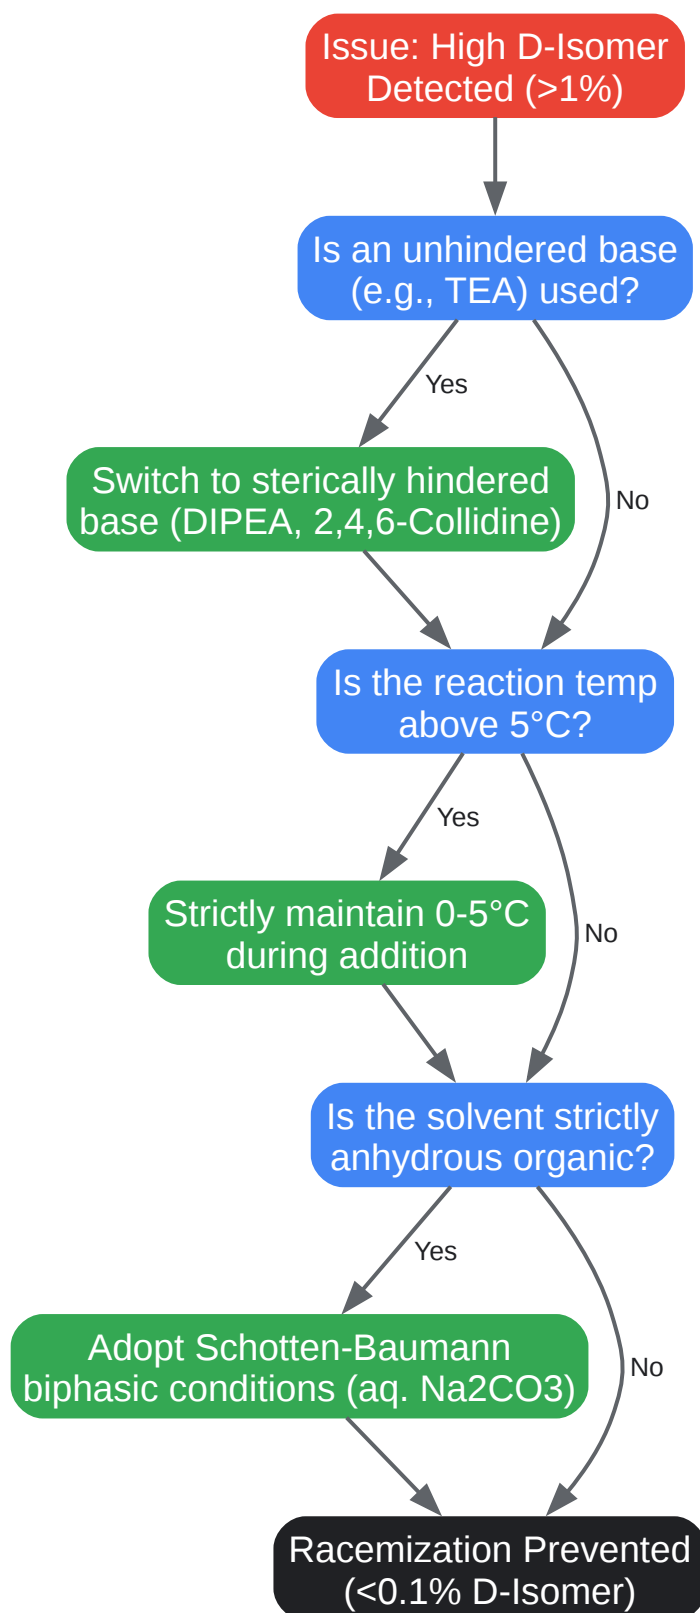 Issue: High D-Isomer
Detected (>1%)
Is an unhindered base
(e.g., TEA) used?
Yes
Switch to sterically hindered
base (DIPEA, 2,4,6-Collidine)
No
Is the reaction temp
above 5°C?
Yes
Strictly maintain 0-5°C
during addition
No
Is the solvent strictly
anhydrous organic?
Yes
Adopt Schotten-Baumann
biphasic conditions (aq. Na2CO3)
No
Racemization Prevented
(<0.1% D-Isomer)